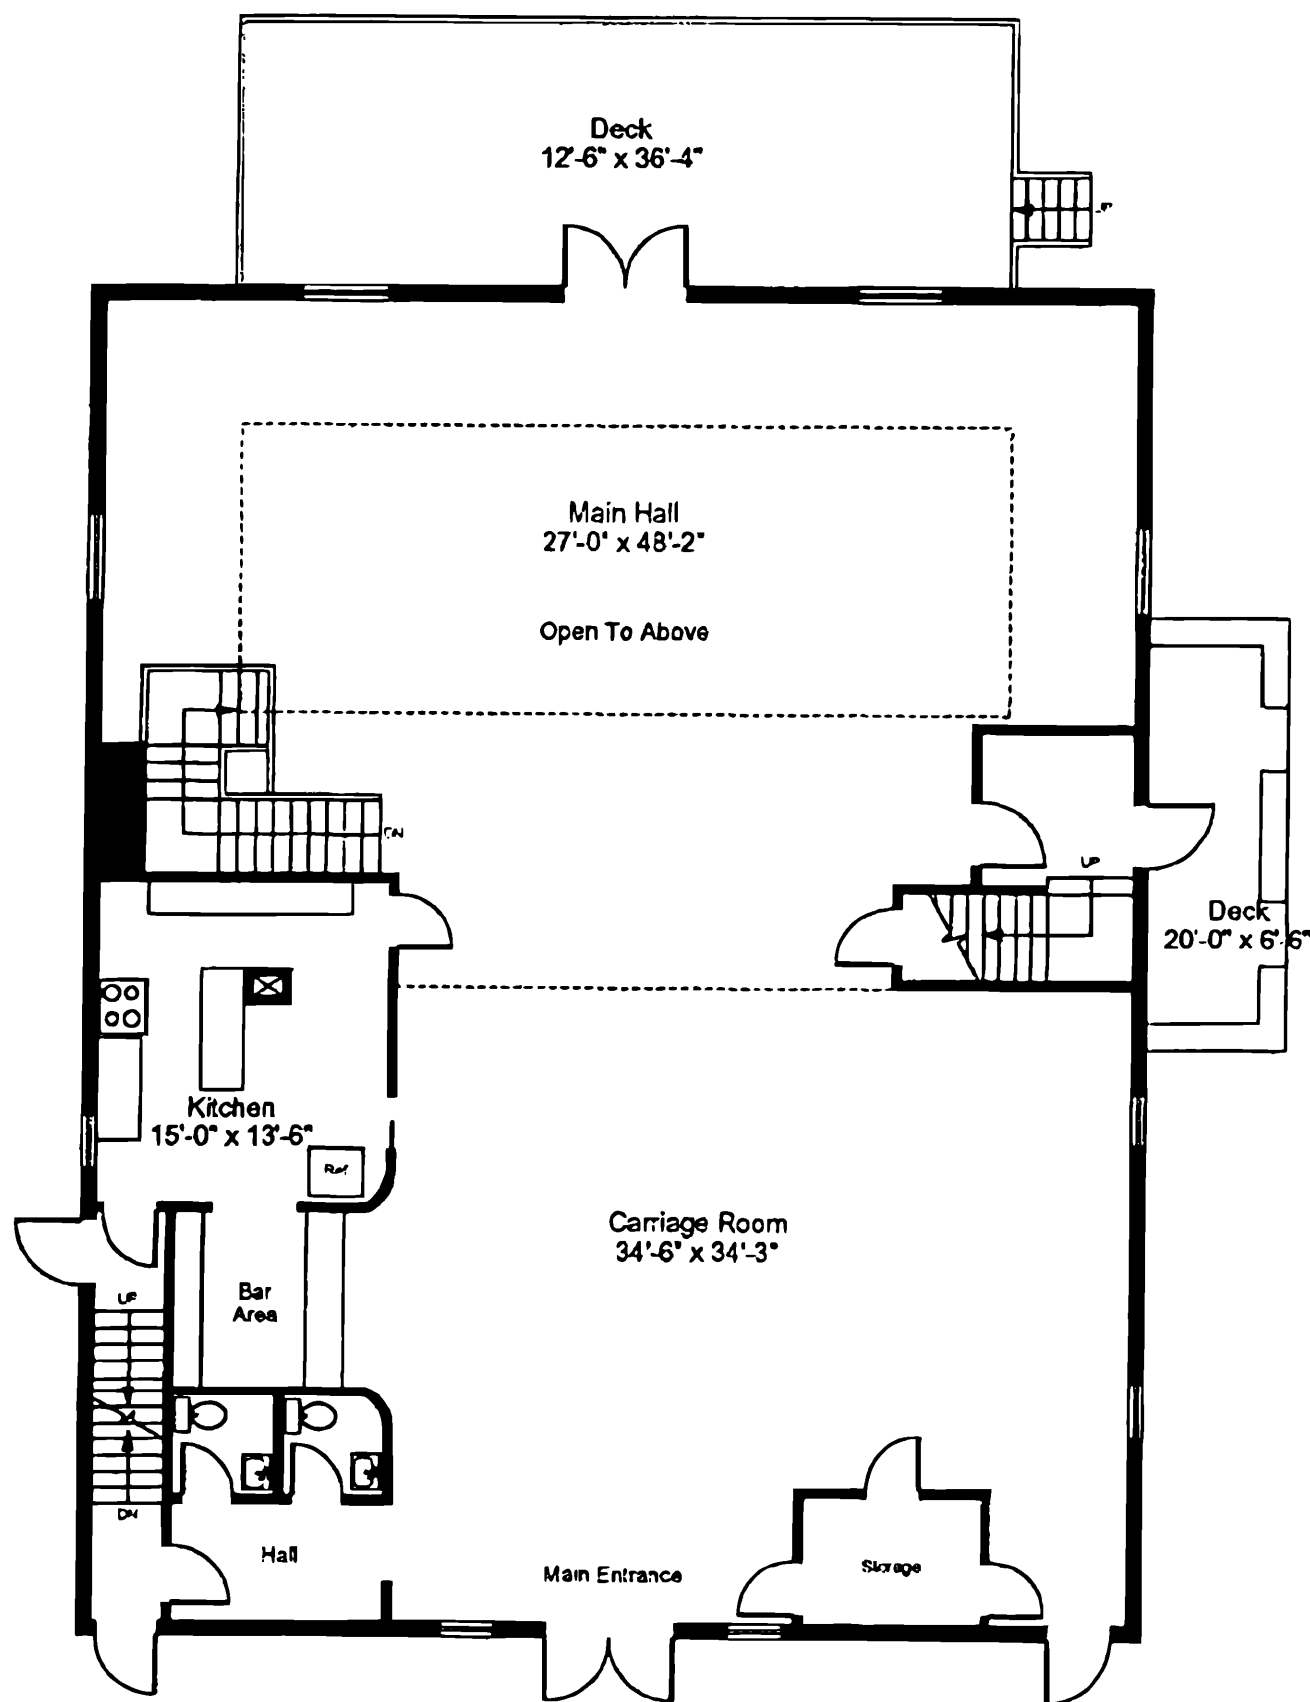 Deck
12'-6" x 36'-4"
UP
Main Hall
27'-0" x 48'-2"
Open To Above
DN
UP
Deck
20'-0" x 6'-6"
Kitchen
15'-0" x 13'-6"
Ref
Carriage Room
34'-6" x 34'-3"
UP
Bar
Area
DN
Hall
Main Entrance
Storage